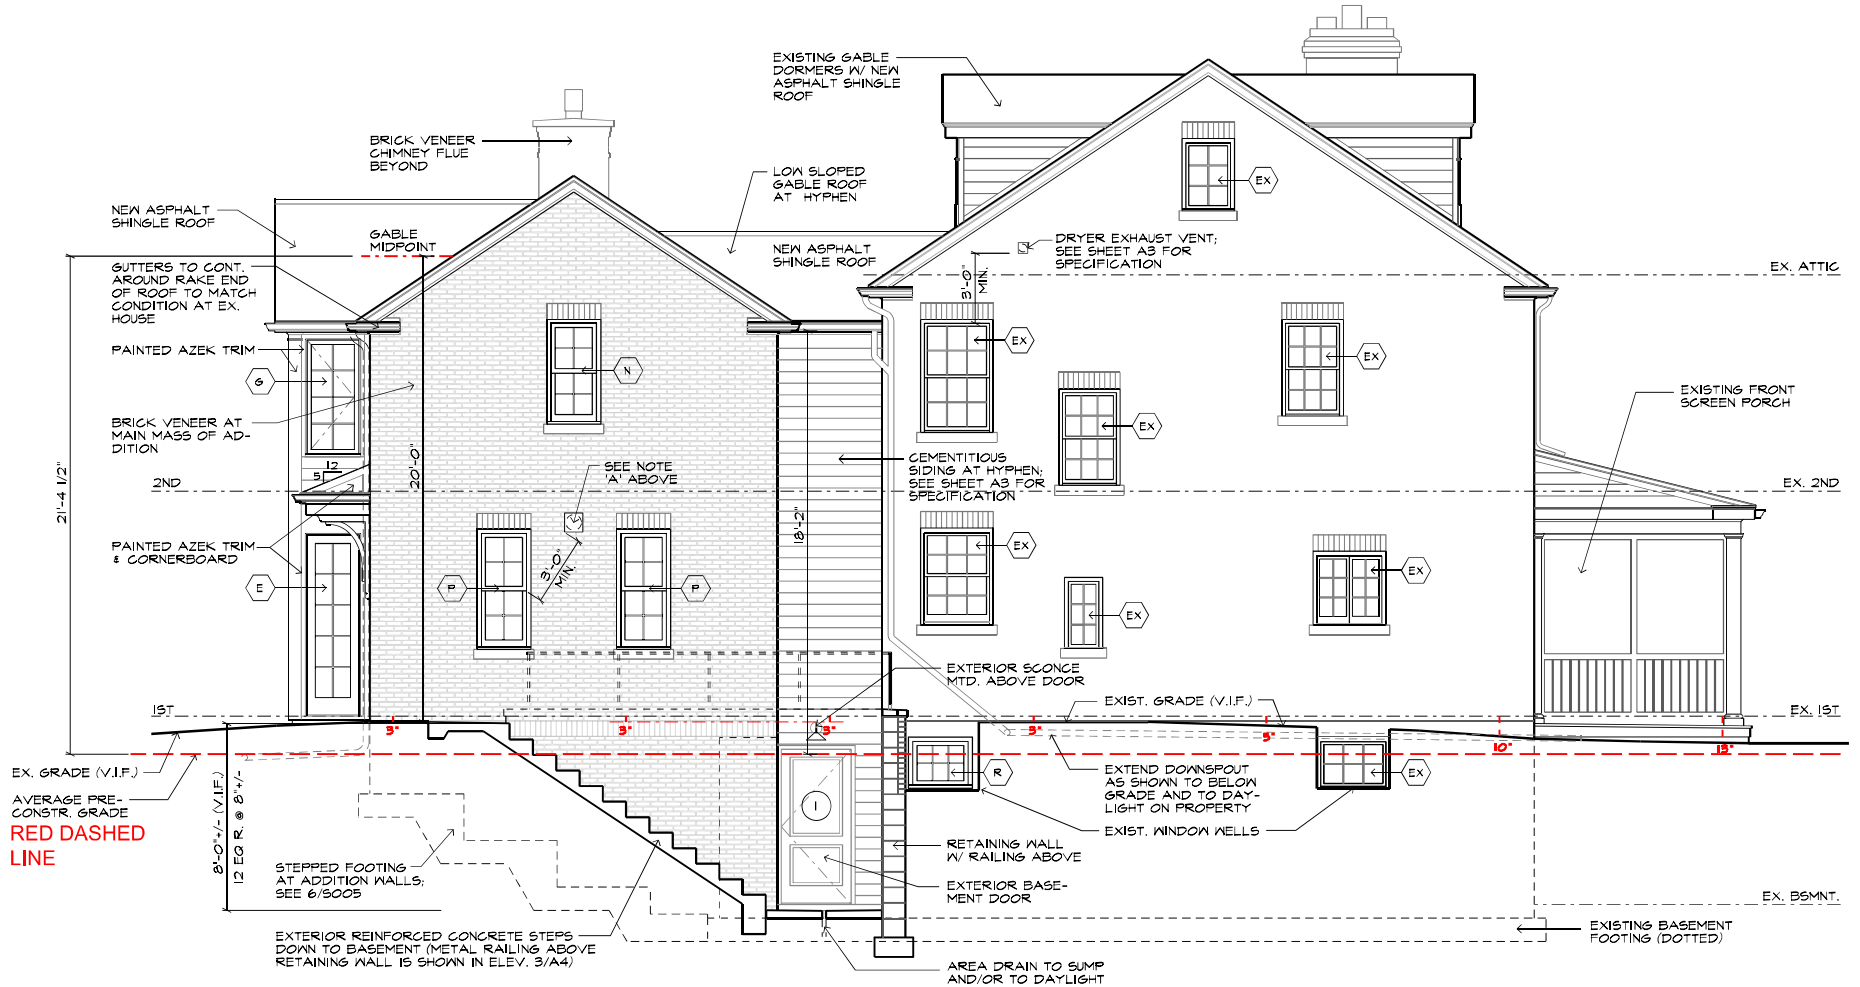 EXISTING GABLE
DORMERS W/ NEW
ASPHALT SHINGLE
ROOF
BRICK VENEER
CHIMNEY FLUE
BEYOND
LOW SLOPED
GABLE ROOF
AT HYPHEN
EX
NEW ASPHALT
SHINGLE ROOF
GABLE
MIDPOINT
NEW ASPHALT
SHINGLE ROOF
DRYER EXHAUST VENT;
SEE SHEET A3 FOR
SPECIFICATION
3'-0"
MIN.
EX. ATTIC
GUTTERS TO CONT.
AROUND RAKE END
OF ROOF TO MATCH
CONDITION AT EX.
HOUSE
PAINTED AZEK TRIM
G
N
EX
EX
EXISTING FRONT
SCREEN PORCH
BRICK VENEER AT
MAIN MASS OF AD-
DITION
EX
12
5
SEE NOTE
'A' ABOVE
CEMENTITIOUS
SIDING AT HYPHEN;
SEE SHEET A3 FOR
SPECIFICATION
20'-0"
21'-4 1/2"
18'-2"
2ND
EX. 2ND
PAINTED AZEK TRIM
& CORNERBOARD
3'-0"
MIN.
E
P
P
EX
EX
EX
EXTERIOR SCONCE
MTD. ABOVE DOOR
EXIST. GRADE (V.I.F.)
1ST
EX. 1ST
3"
3"
3"
3"
5"
10"
13"
EX. GRADE (V.I.F.)
AVERAGE PRE-
CONSTR. GRADE
RED DASHED
LINE
8'-0"+/- (V.I.F.)
12 EQ R. @ 8"+/-
R
EX
EXTEND DOWNSPOUT
AS SHOWN TO BELOW
GRADE AND TO DAY-
LIGHT ON PROPERTY
EXIST. WINDOW WELLS
1
RETAINING WALL
W/ RAILING ABOVE
STEPPED FOOTING
AT ADDITION WALLS;
SEE 6/S005
EXTERIOR BASE-
MENT DOOR
EX. BSMNT.
EXTERIOR REINFORCED CONCRETE STEPS
DOWN TO BASEMENT (METAL RAILING ABOVE
RETAINING WALL IS SHOWN IN ELEV. 3/A4)
EXISTING BASEMENT
FOOTING (DOTTED)
AREA DRAIN TO SUMP
AND/OR TO DAYLIGHT